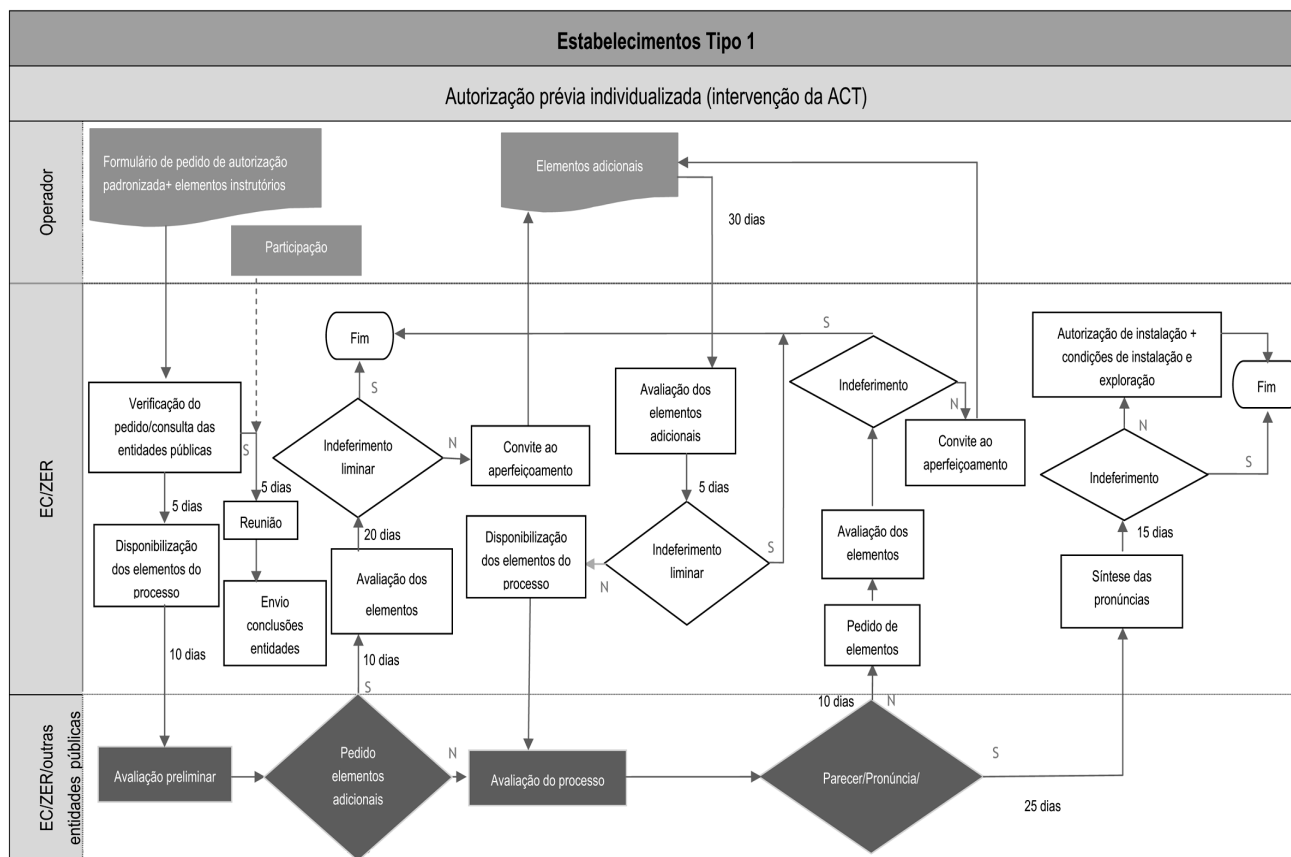 Estabelecimentos Tipo 1
Autorização prévia individualizada (intervenção da ACT)
Operador
Formulário de pedido de autorização
padronizada+ elementos instrutórios
Participação
Elementos adicionais
30 dias
EC/ZER
Verificação do
pedido/consulta das
entidades públicas
S
5 dias
5 dias
Disponibilização
dos elementos do
processo
10 dias
Reunião
Envio
conclusões
entidades
Fim
S
Indeferimento
liminar
N
20 dias
Avaliação dos
elementos
10 dias
S
Convite ao
aperfeiçoamento
Avaliação dos
elementos
adicionais
5 dias
Indeferimento
liminar
S
N
Disponibilização
dos elementos do
processo
S
Indeferimento
N
Convite ao
aperfeiçoamento
Avaliação dos
elementos
Pedido de
elementos
10 dias
N
Autorização de instalação +
condições de instalação e
exploração
Fim
N
Indeferimento
S
15 dias
Síntese das
pronúncias
EC/ZER/outras
entidades públicas
Avaliação preliminar
Pedido
elementos
adicionais
N
Avaliação do processo
Parecer/Pronúncia/
S
25 dias